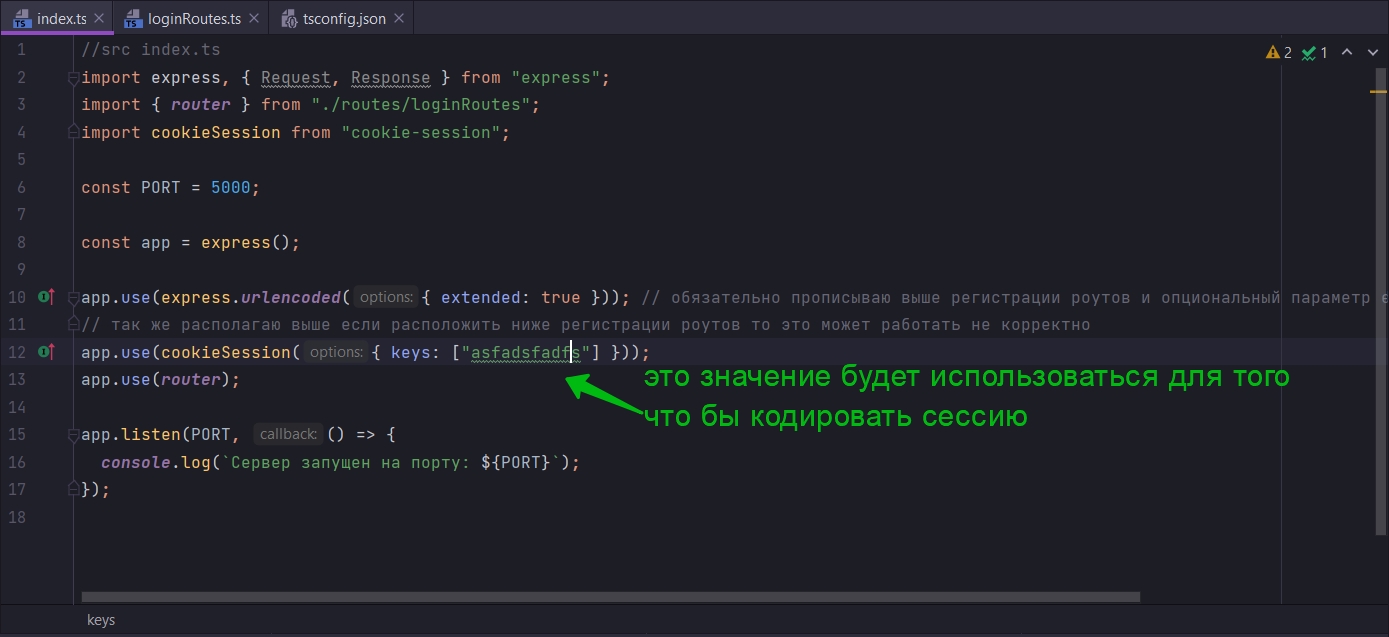 index.ts loginRoutes.ts tsconfig.json
2 1
1 //src index.ts
2 import express, { Request, Response } from "express";
3 import { router } from "./routes/loginRoutes";
4 import cookieSession from "cookie-session";
5
6 const PORT = 5000;
7
8 const app = express();
9
10 app.use(express.urlencoded( options: { extended: true })); // обязательно прописываю выше регистрации роутов и опциональный параметр е
11 // так же располагаю выше если расположить ниже регистрации роутов то это может работать не корректно
12 app.use(cookieSession( options: { keys: ["asfadsfadfs"] }));
13 app.use(router);
это значение будет использоваться для того
что бы кодировать сессию
14
15 app.listen(PORT, callback: () => {
16 console.log(`Сервер запущен на порту: ${PORT}`);
17 });
18
keys